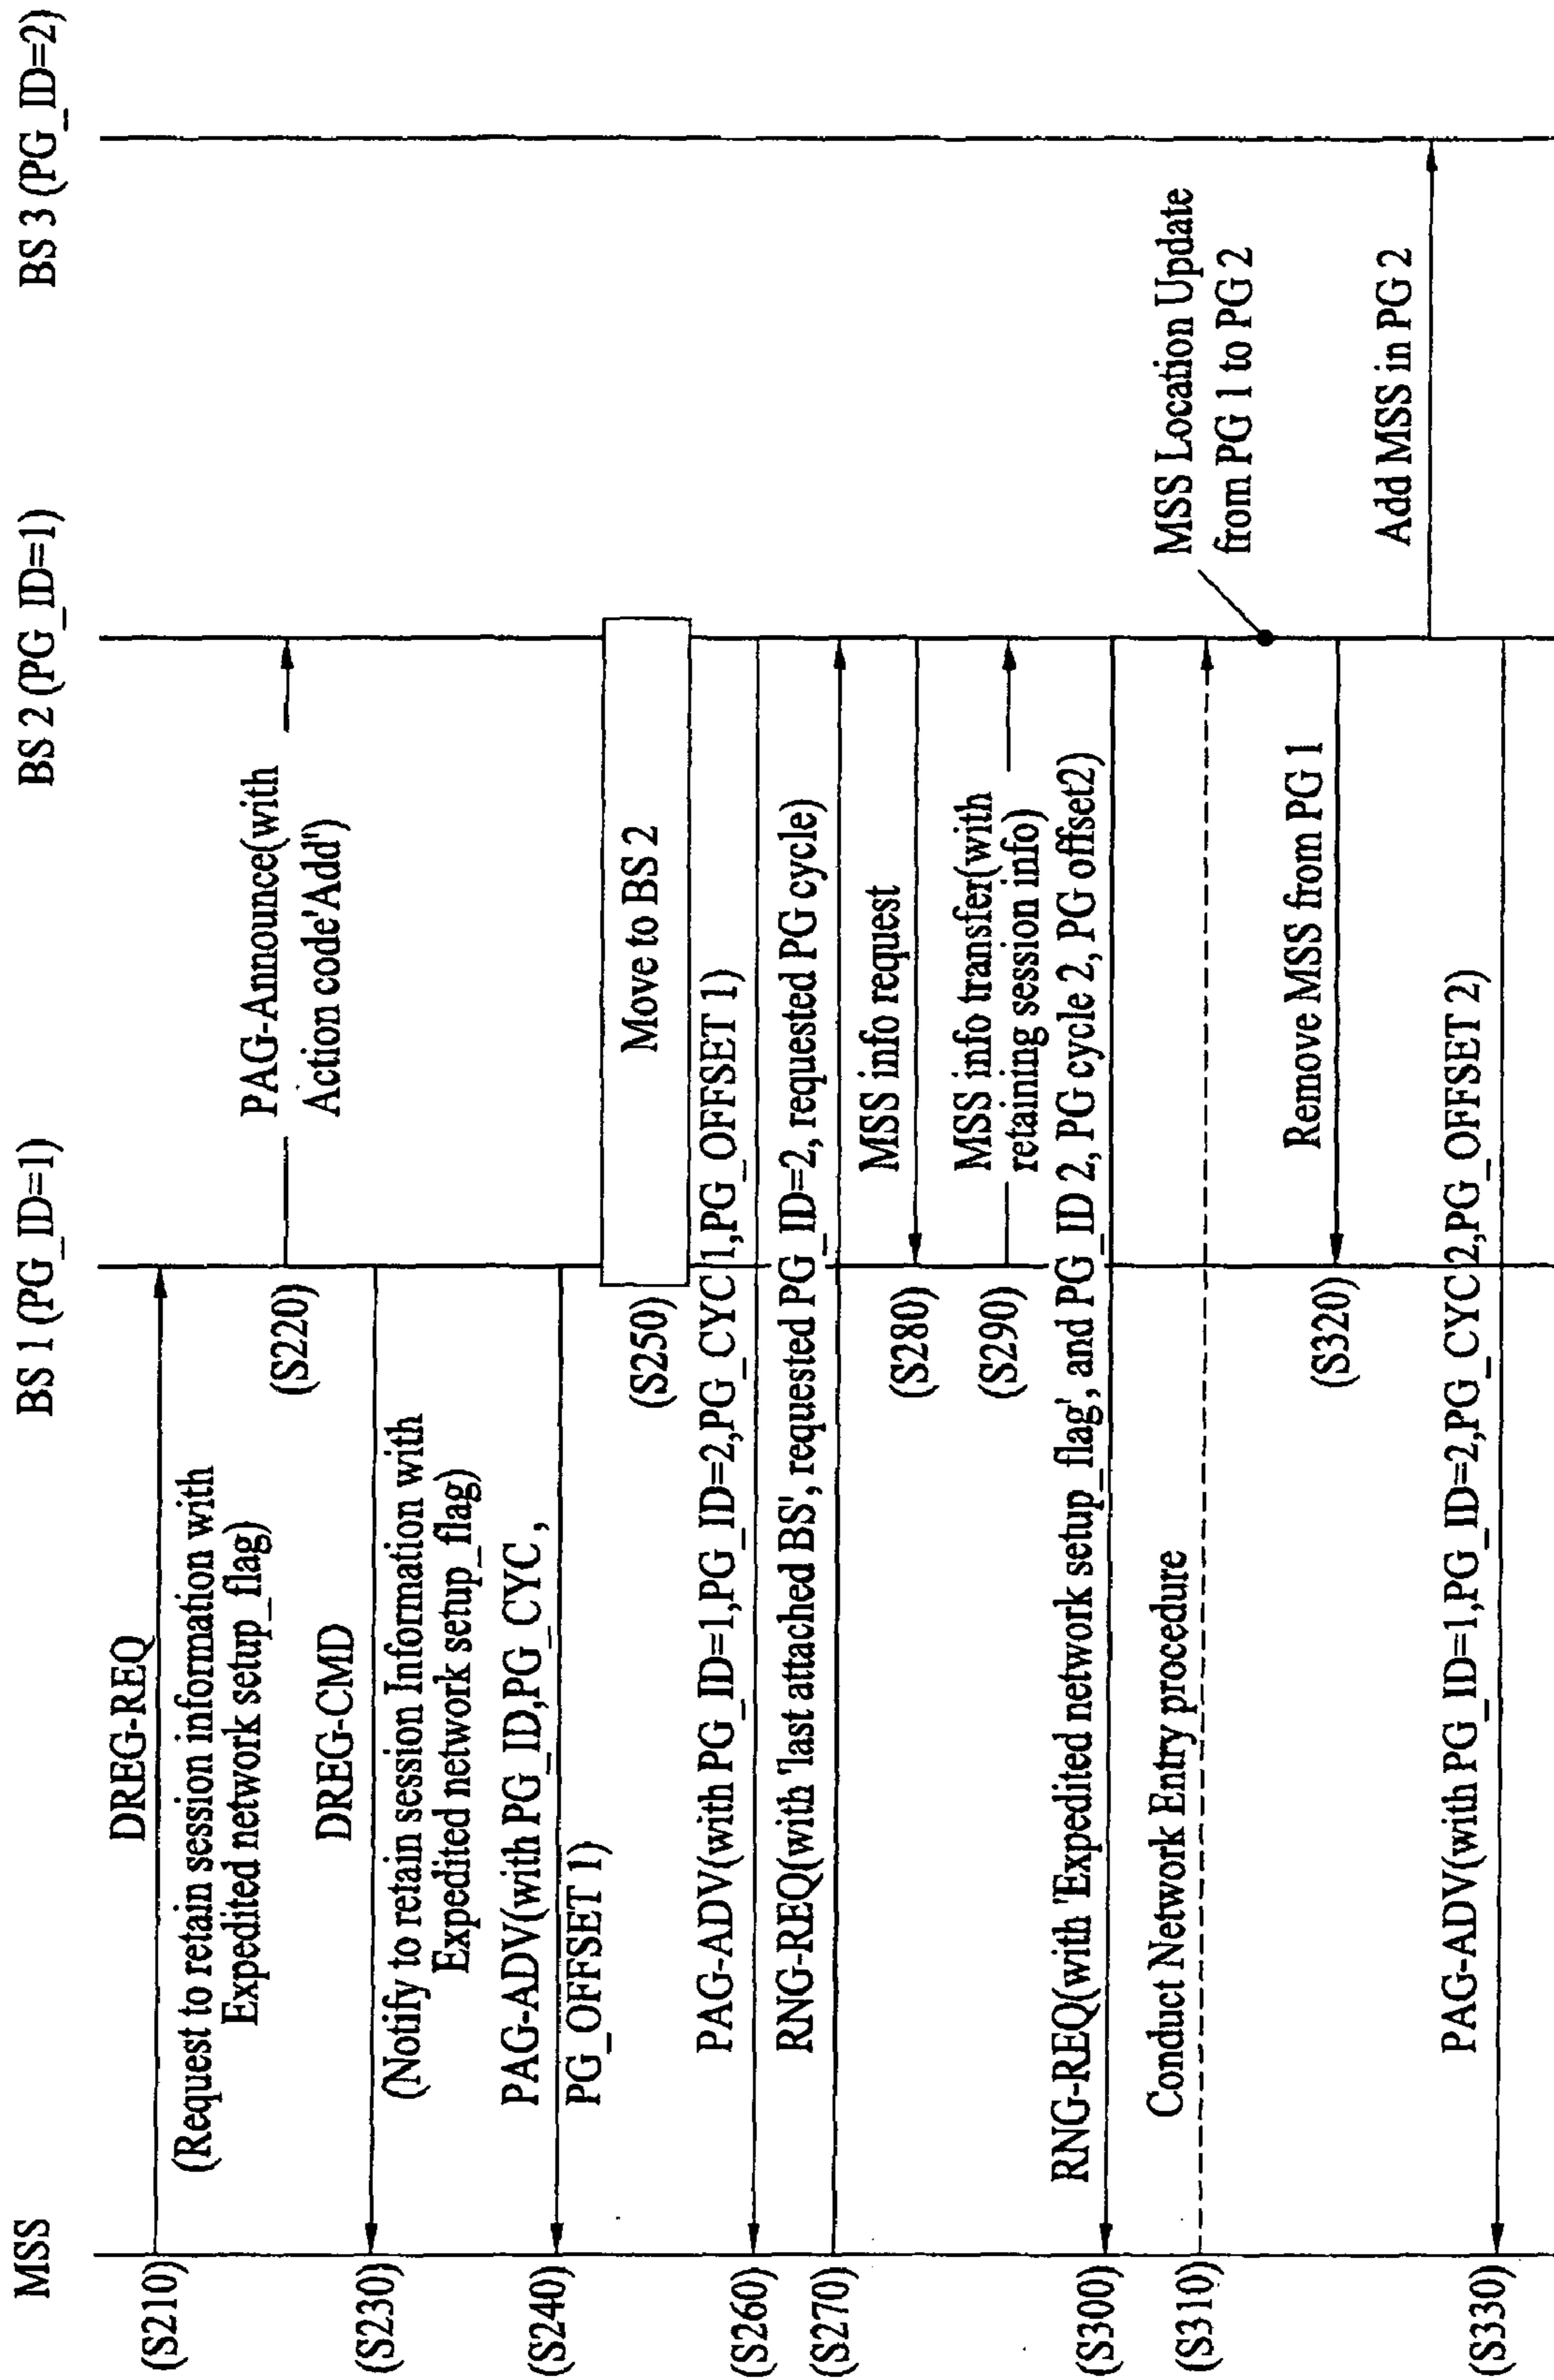 MSS
BS 1 (PG_ID=1)
BS 2 (PG_ID=1)
BS 3 (PG_ID=2)
(S210)
DREG-REQ
(Request to retain session information with
Expedited network setup_flag)
(S220)
PAG-Announce(with
Action code'Add')
(S230)
DREG-CMD
(Notify to retain session Information with
Expedited network setup_flag)
(S240)
PAG-ADV(with PG_ID,PG_CYC ,
PG_OFFSET 1)
(S250)
Move to BS 2
(S260)
PAG-ADV(with PG_ID=1,PG_ID=2,PG_CYC 1,PG_OFFSET 1)
(S270)
RNG-REQ(with 'last attached BS', requested PG_ID=2, requested PG cycle)
(S280)
MSS info request
(S290)
MSS info transfer(with
retaining session info)
(S300)
RNG-REQ(with 'Expedited network setup_flag', and PG_ID 2, PG cycle 2, PG offset2)
(S310)
Conduct Network Entry procedure
MSS Location Update
from PG 1 to PG 2
(S320)
Remove MSS from PG 1
Add MSS in PG 2
(S330)
PAG-ADV(with PG_ID=1,PG_ID=2,PG_CYC 2,PG_OFFSET 2)